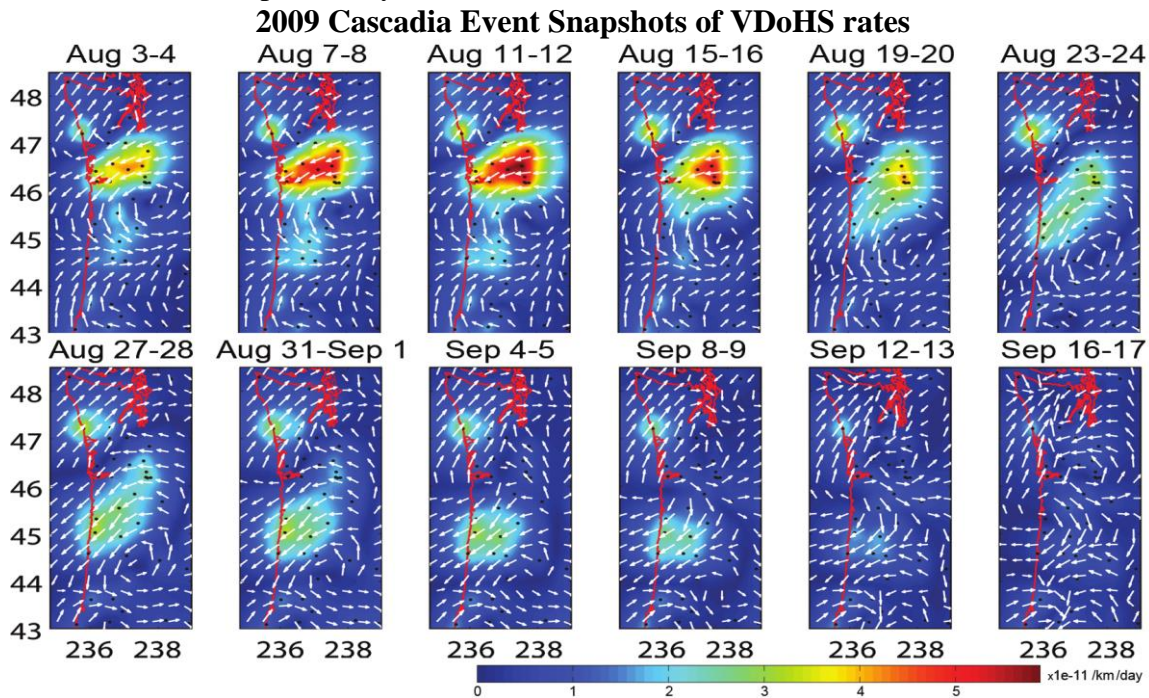 2009 Cascadia Event Snapshots of VDoHS rates
Aug 3-4 Aug 7-8 Aug 11-12 Aug 15-16 Aug 19-20 Aug 23-24
48
47
46
45
44
43
Aug 27-28 Aug 31-Sep 1 Sep 4-5 Sep 8-9 Sep 12-13 Sep 16-17
48
47
46
45
44
43
236 238 236 238 236 238 236 238 236 238 236 238
0 1 2 3 4 5 x1e-11 /km/day